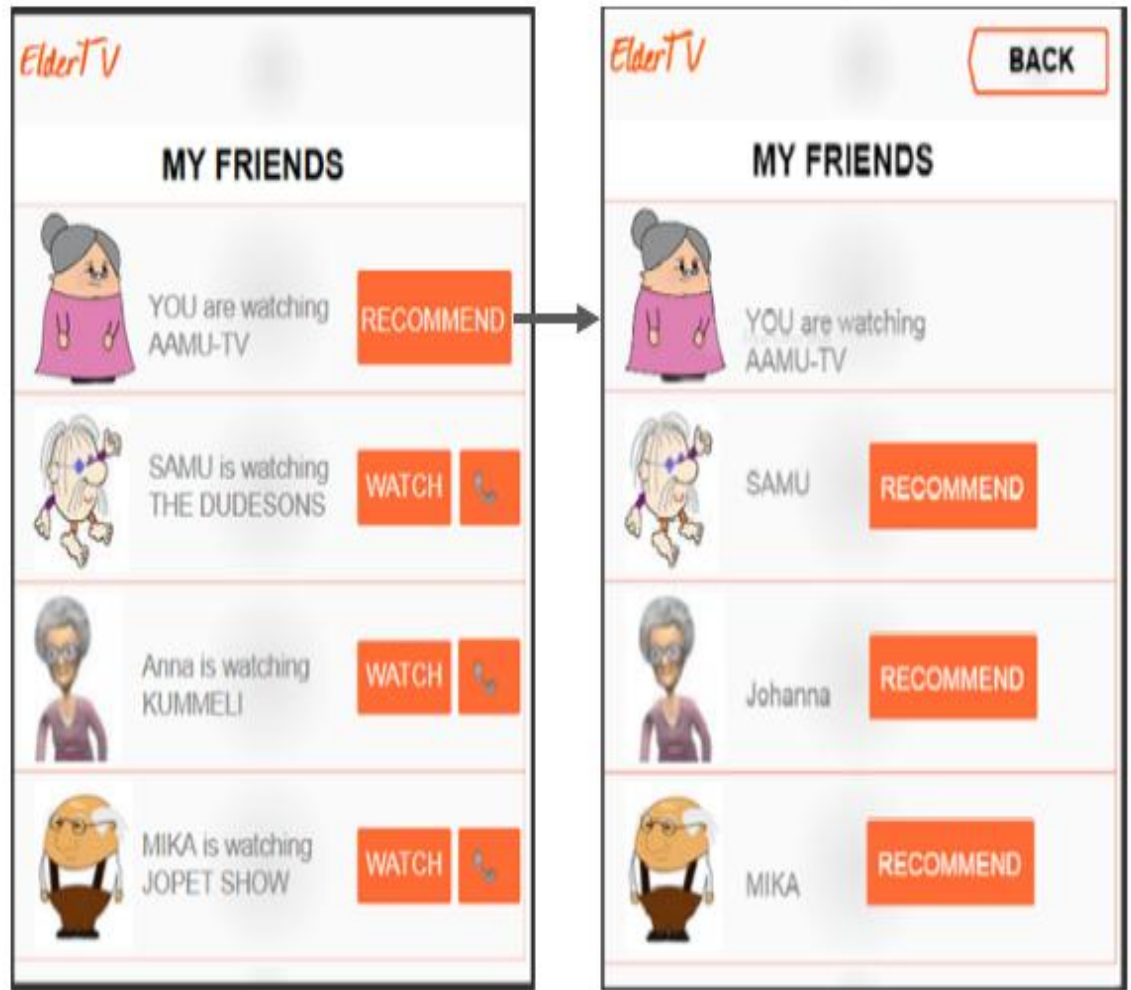 ElderTV
MY FRIENDS
YOU are watching
AAMU-TV
RECOMMEND
SAMU is watching
THE DUDESONS
WATCH
Anna is watching
KUMMELI
WATCH
MIKA is watching
JOPET SHOW
WATCH
ElderTV
BACK
MY FRIENDS
YOU are watching
AAMU-TV
SAMU
RECOMMEND
Johanna
RECOMMEND
MIKA
RECOMMEND